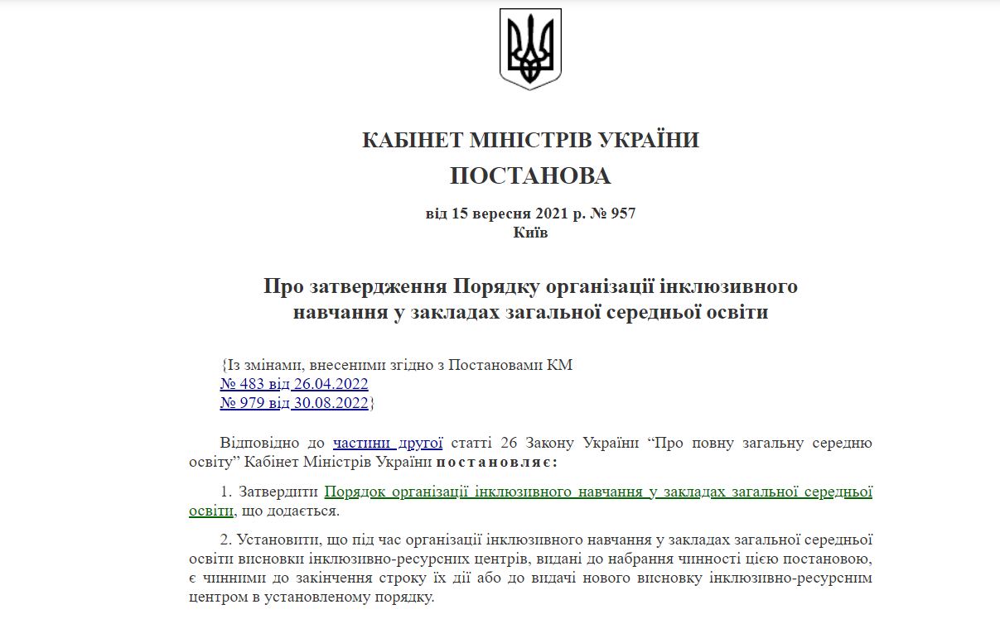 КАБІНЕТ МІНІСТРІВ УКРАЇНИ
ПОСТАНОВА
від 15 вересня 2021 р. № 957
Київ
Про затвердження Порядку організації інклюзивного
навчання у закладах загальної середньої освіти
{Із змінами, внесеними згідно з Постановами КМ
№ 483 від 26.04.2022
№ 979 від 30.08.2022}
Відповідно до частини другої статті 26 Закону України “Про повну загальну середню
освіту” Кабінет Міністрів України постановляє:
1. Затвердити Порядок організації інклюзивного навчання у закладах загальної середньої
освіти, що додається.
2. Установити, що під час організації інклюзивного навчання у закладах загальної середньої
освіти висновки інклюзивно-ресурсних центрів, видані до набрання чинності цією постановою,
є чинними до закінчення строку їх дії або до видачі нового висновку інклюзивно-ресурсним
центром в установленому порядку.